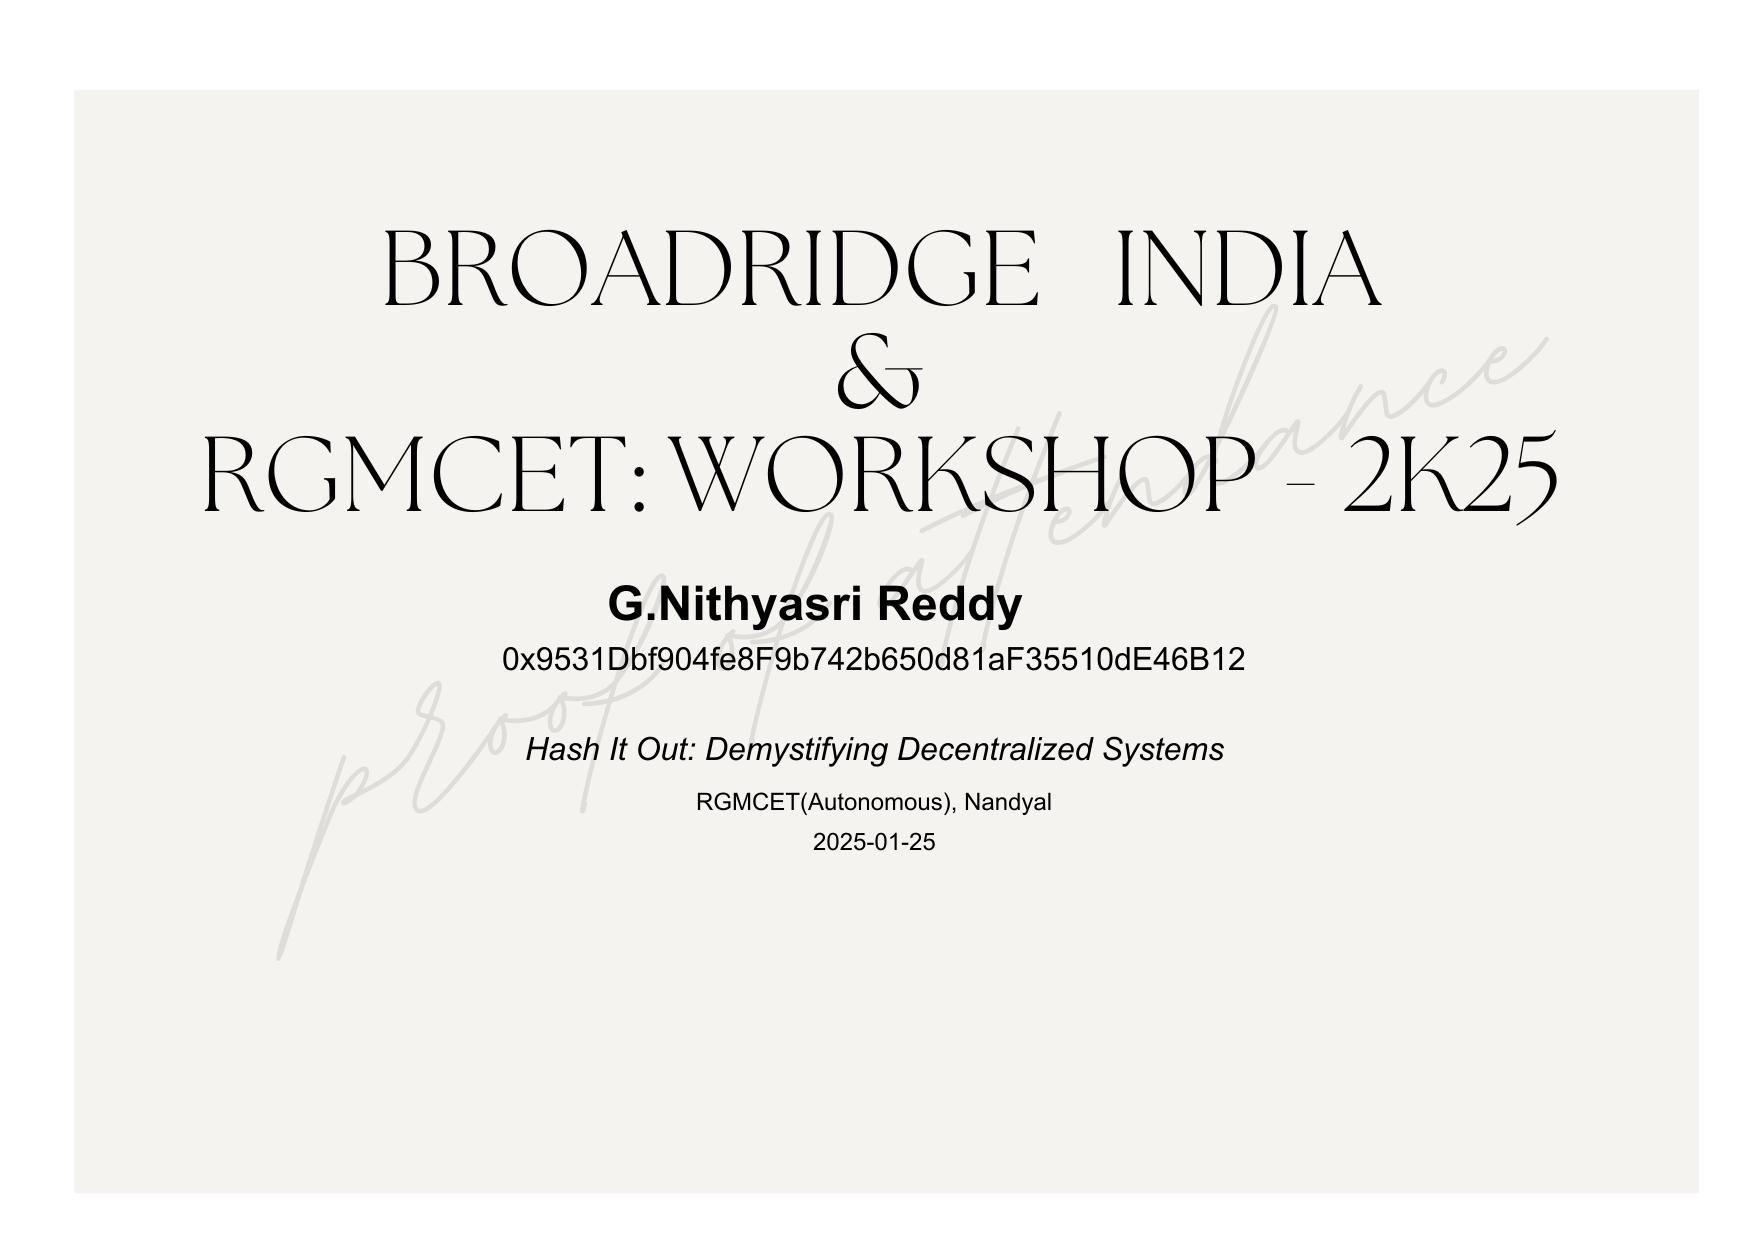 BROADRIDGE INDIA
&
RGMCET: WORKSHOP - 2K25
proof of attendance
G.Nithyasri Reddy
0x9531Dbf904fe8F9b742b650d81aF35510dE46B12
Hash It Out: Demystifying Decentralized Systems
RGMCET(Autonomous), Nandyal
2025-01-25